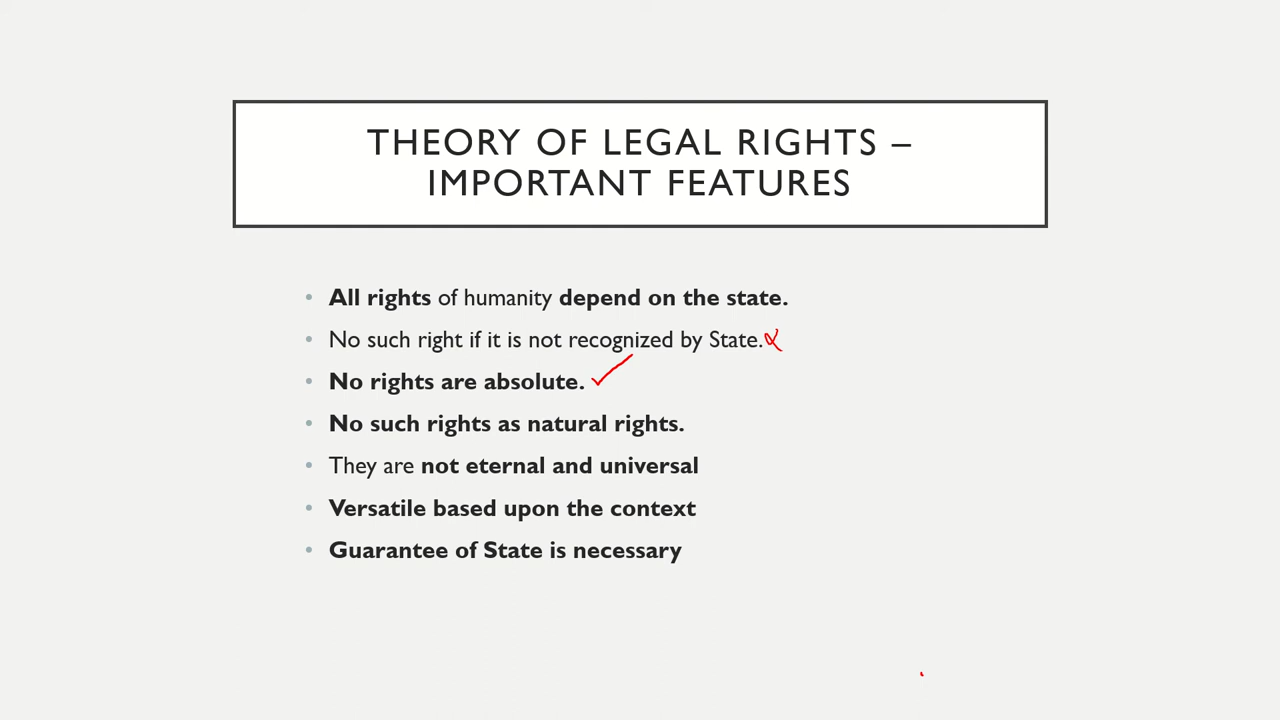 THEORY OF LEGAL RIGHTS –
IMPORTANT FEATURES
• All rights of humanity depend on the state.
• No such right if it is not recognized by State.
• No rights are absolute. ✓
• No such rights as natural rights.
• They are not eternal and universal
• Versatile based upon the context
• Guarantee of State is necessary